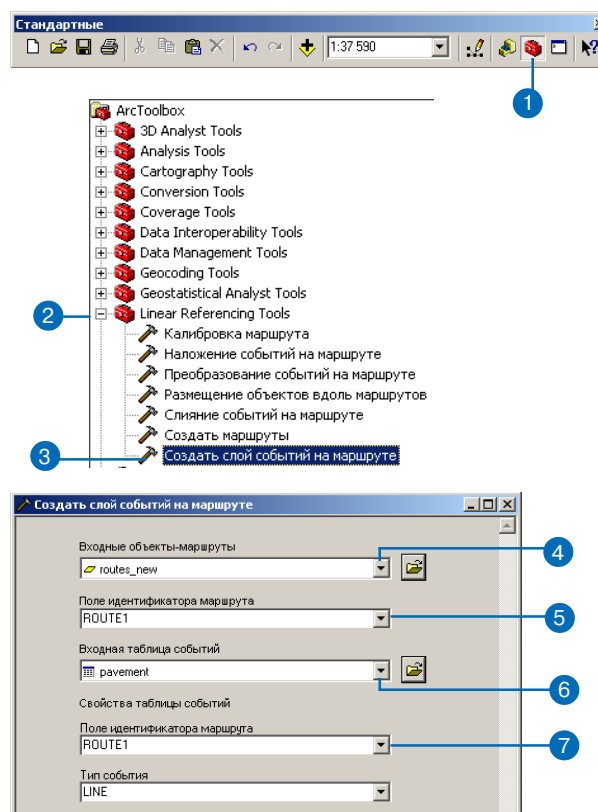 Стандартные
1:37 590
1
ArcToolbox
3D Analyst Tools
Analysis Tools
Cartography Tools
Conversion Tools
Coverage Tools
Data Interoperability Tools
Data Management Tools
Geocoding Tools
Geostatistical Analyst Tools
2 Linear Referencing Tools
Калибровка маршрута
Наложение событий на маршруте
Преобразование событий на маршруте
Размещение объектов вдоль маршрутов
Слияние событий на маршруте
Создать маршруты
3 Создать слой событий на маршруте
Создать слой событий на маршруте
Входные объекты-маршруты
routes_new 4
Поле идентификатора маршрута
ROUTE1 5
Входная таблица событий
pavement 6
Свойства таблицы событий
Поле идентификатора маршрута
ROUTE1 7
Тип события
LINE